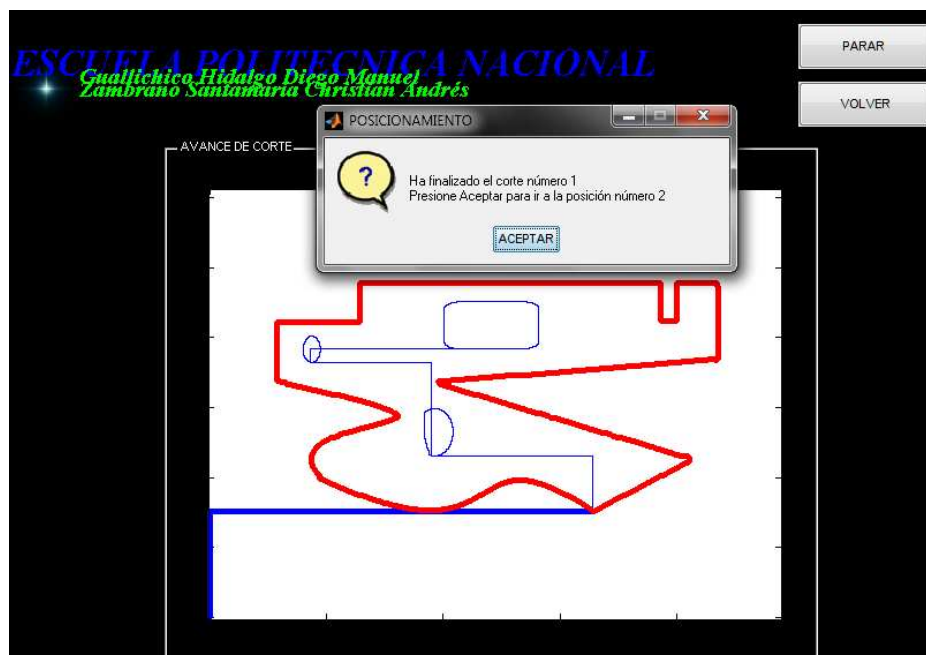 ESCUELA POLITECNICA NACIONAL
Guallichico Hidalgo Diego Manuel
Zambrano Santamaría Christian Andrés
PARAR
VOLVER
POSICIONAMIENTO
Ha finalizado el corte número 1
Presione Aceptar para ir a la posición número 2
ACEPTAR
AVANCE DE CORTE